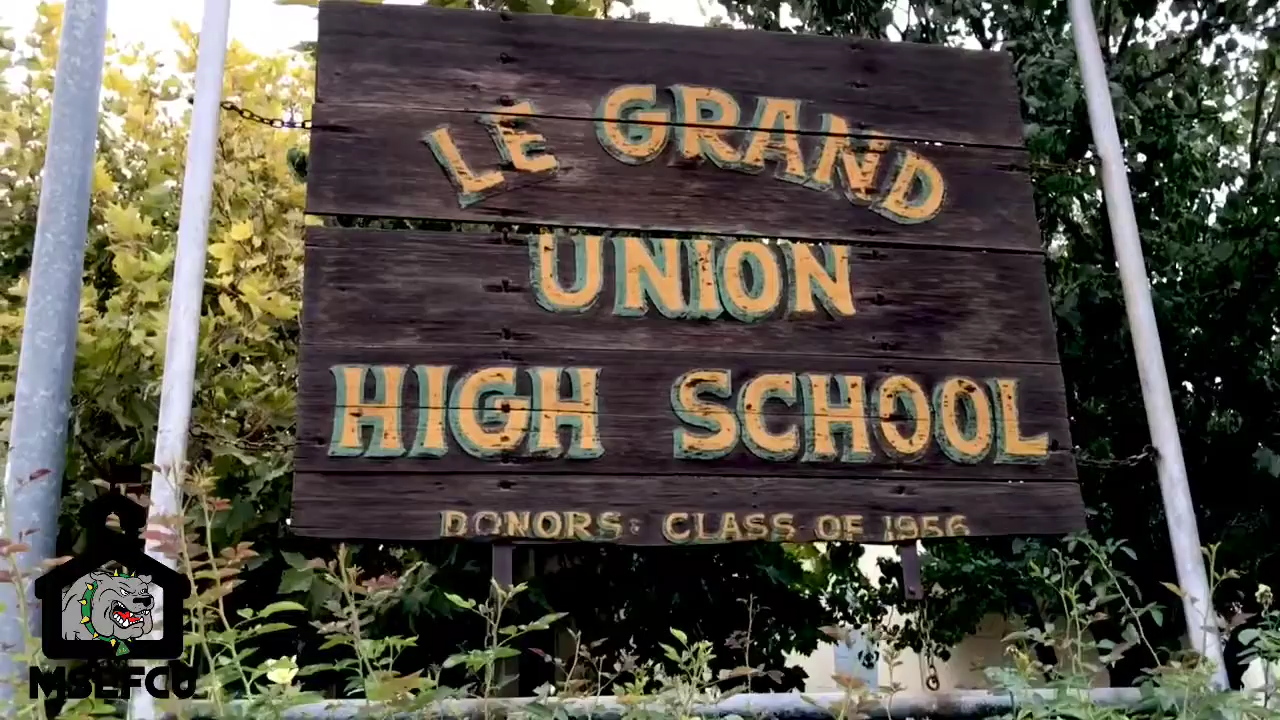 LE GRAND
UNION
HIGH SCHOOL
DONORS: CLASS OF 1956
MSEFCU